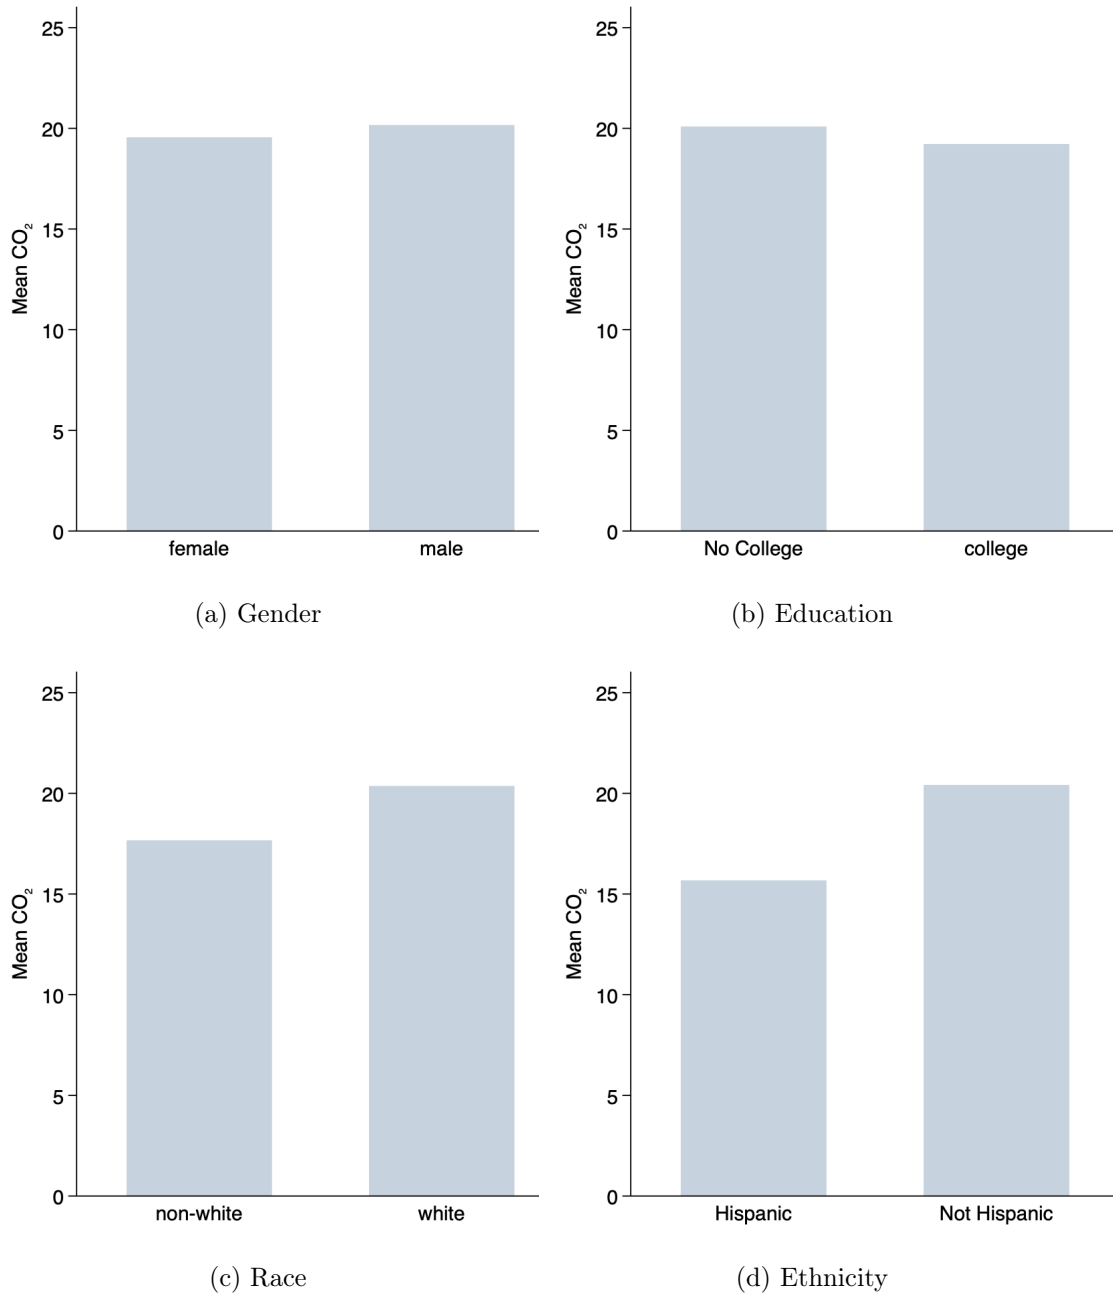 25
20
15
10
5
0
Mean CO₂
female male
(a) Gender
25
20
15
10
5
0
Mean CO₂
No College college
(b) Education
25
20
15
10
5
0
Mean CO₂
non-white white
(c) Race
25
20
15
10
5
0
Mean CO₂
Hispanic Not Hispanic
(d) Ethnicity